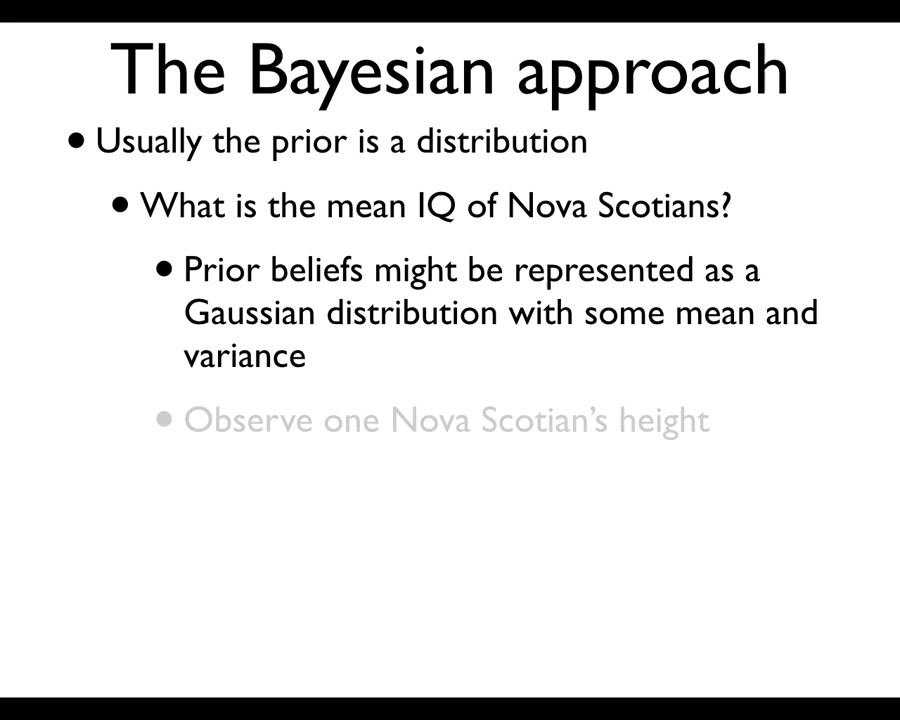 The Bayesian approach
• Usually the prior is a distribution
• What is the mean IQ of Nova Scotians?
• Prior beliefs might be represented as a
Gaussian distribution with some mean and
variance
• Observe one Nova Scotian’s height